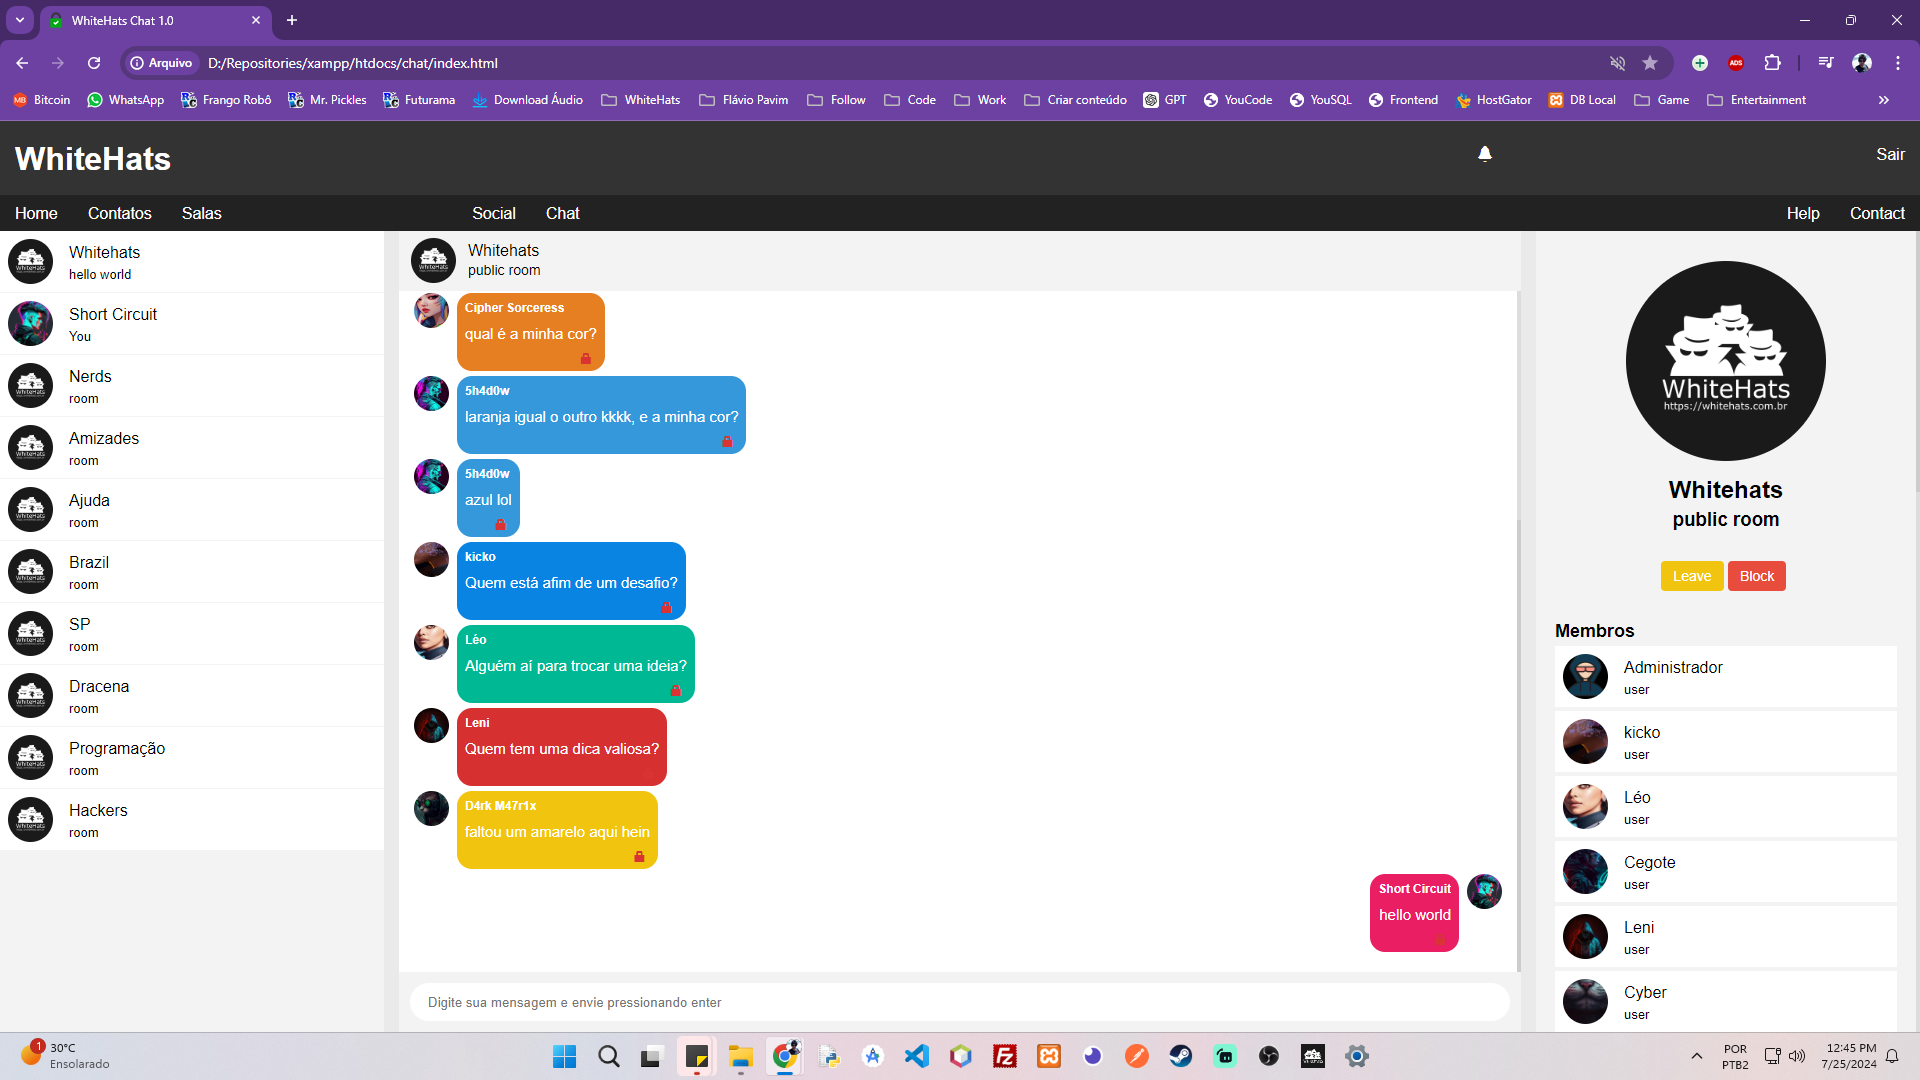 WhiteHats Chat 1.0
Arquivo D:/Repositories/xampp/htdocs/chat/index.html
ADS
Bitcoin WhatsApp Frango Robô Mr. Pickles Futurama Download Áudio WhiteHats Flávio Pavim Follow Code Work Criar conteúdo GPT YouCode YouSQL Frontend HostGator DB Local Game Entertainment
WhiteHats
Sair
Home Contatos Salas Social Chat Help Contact
Whitehats
hello world
Short Circuit
You
Nerds
room
Amizades
room
Ajuda
room
Brazil
room
SP
room
Dracena
room
Programação
room
Hackers
room
Whitehats
public room
Cipher Sorceress
qual é a minha cor?
5h4d0w
laranja igual o outro kkkk, e a minha cor?
5h4d0w
azul lol
kicko
Quem está afim de um desafio?
Léo
Alguém aí para trocar uma ideia?
Leni
Quem tem uma dica valiosa?
D4rk M47r1x
faltou um amarelo aqui hein
Short Circuit
hello world
Digite sua mensagem e envie pressionando enter
WhiteHats
https://whitehats.com.br
Whitehats
public room
Leave Block
Membros
Administrador
user
kicko
user
Léo
user
Cegote
user
Leni
user
Cyber
user
1
30°C
Ensolarado
POR
PTB2
12:45 PM
7/25/2024